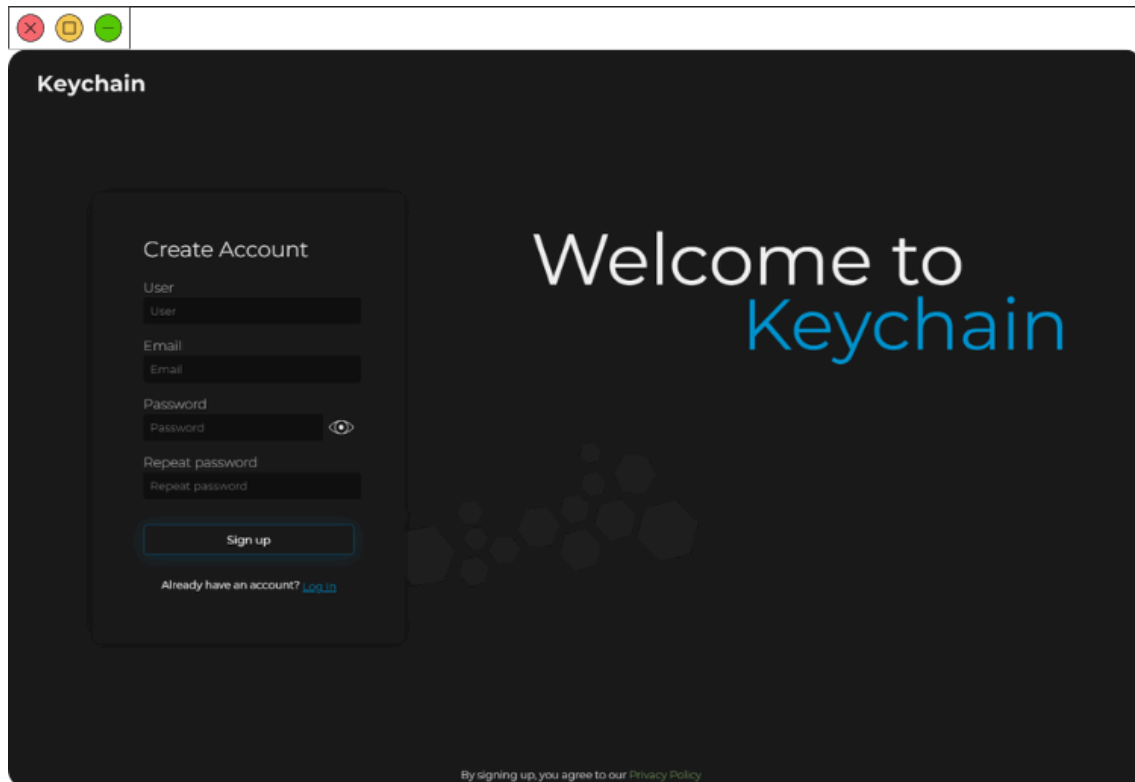 Keychain
Create Account
User
User
Email
Email
Password
Password
Repeat password
Repeat password
Sign up
Already have an account? Log In
Welcome to
Keychain
By signing up, you agree to our Privacy Policy